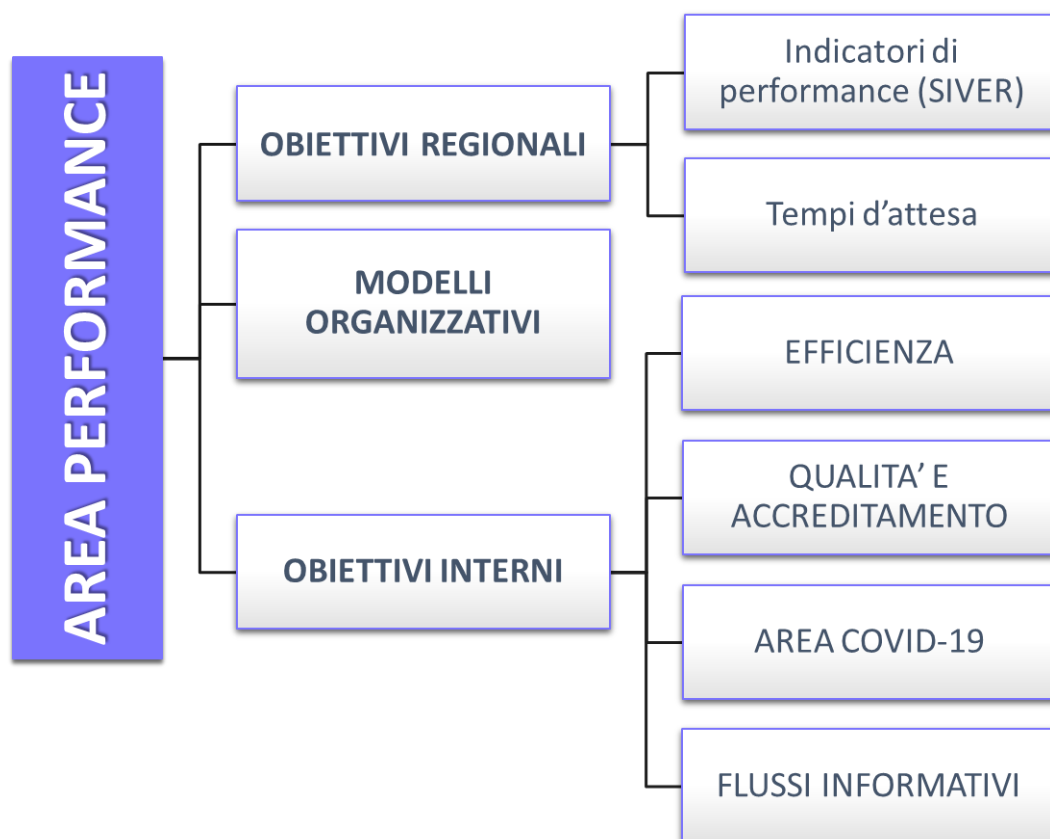 AREA PERFORMANCE
OBIETTIVI REGIONALI
Indicatori di
performance (SIVER)
Tempi d’attesa
MODELLI
ORGANIZZATIVI
OBIETTIVI INTERNI
EFFICIENZA
QUALITA’ E
ACCREDITAMENTO
AREA COVID-19
FLUSSI INFORMATIVI